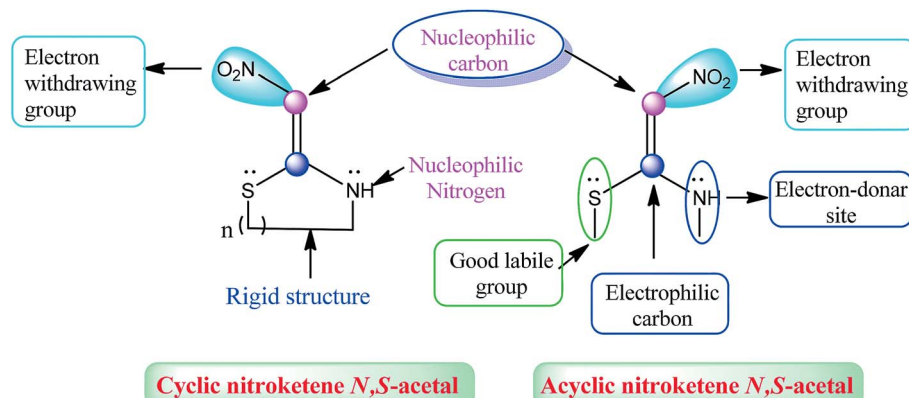 Electron
withdrawing
group
O₂N
Nucleophilic
carbon
NO₂
Electron
withdrawing
group
S
NH
Nucleophilic
Nitrogen
n( )
Rigid structure
S
NH
Electron-donar
site
Good labile
group
Electrophilic
carbon
Cyclic nitroketene N,S-acetal
Acyclic nitroketene N,S-acetal